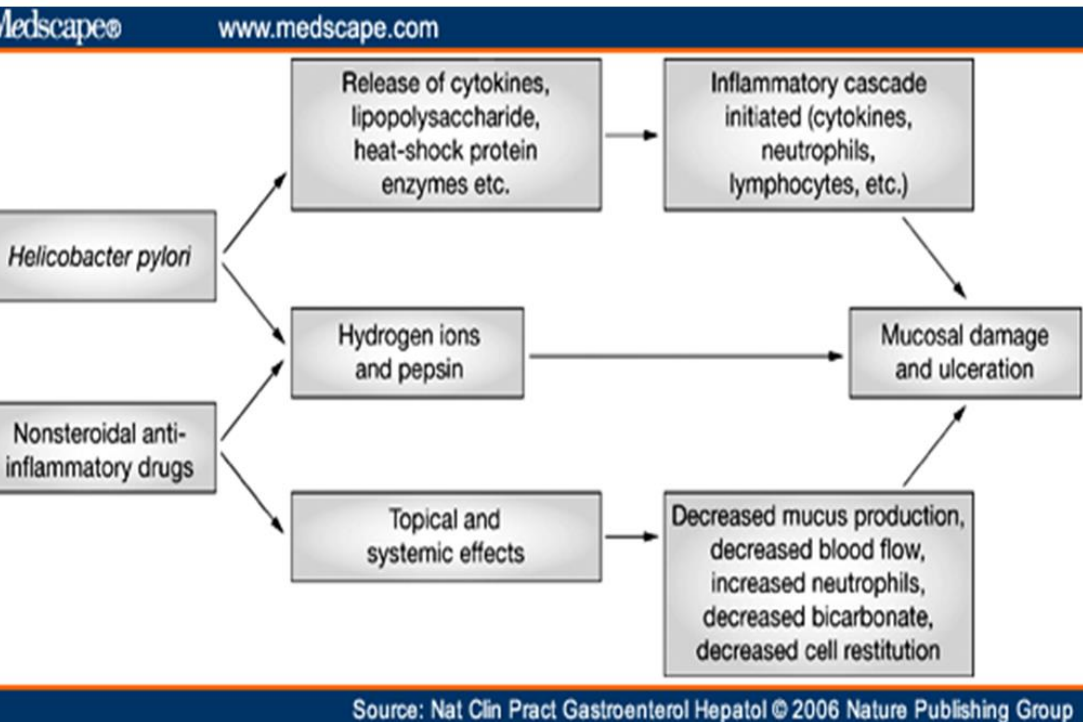 Medscape® www.medscape.com
Release of cytokines,
lipopolysaccharide,
heat-shock protein
enzymes etc.
Inflammatory cascade
initiated (cytokines,
neutrophils,
lymphocytes, etc.)
Helicobacter pylori
Hydrogen ions
and pepsin
Mucosal damage
and ulceration
Nonsteroidal anti-
inflammatory drugs
Topical and
systemic effects
Decreased mucus production,
decreased blood flow,
increased neutrophils,
decreased bicarbonate,
decreased cell restitution
Source: Nat Clin Pract Gastroenterol Hepatol © 2006 Nature Publishing Group